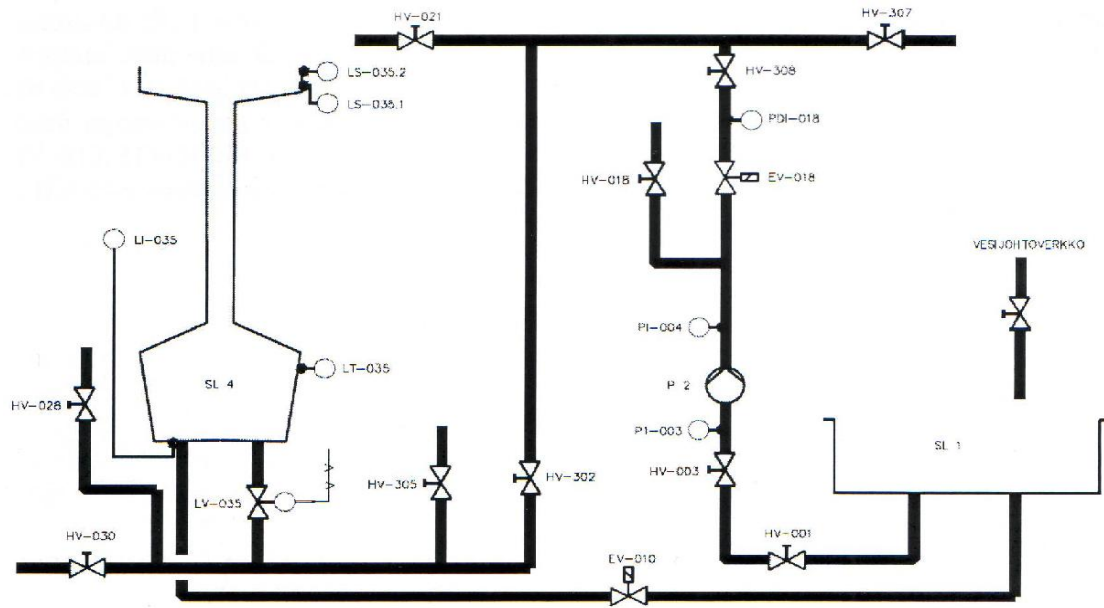 HV-021
HV-307
LS-035.2
HV-308
LS-036.1
PDI-018
HV-018
EV-018
LI-035
VESIJOHTOVERKKO
PI-004
LT-035
SL 4
P 2
HV-028
P1-003
SL 1
HV-003
HV-305
HV-302
LV-035
HV-030
HV-001
EV-010